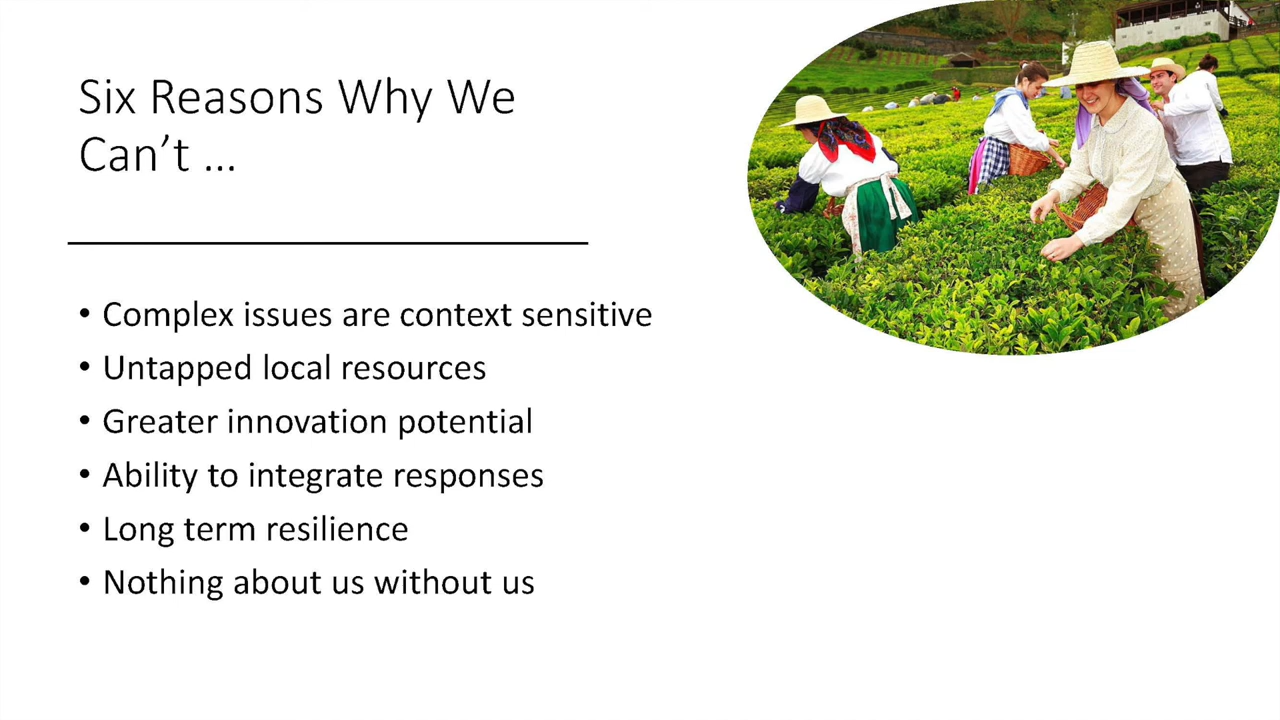 Six Reasons Why We
Can’t …
• Complex issues are context sensitive
• Untapped local resources
• Greater innovation potential
• Ability to integrate responses
• Long term resilience
• Nothing about us without us